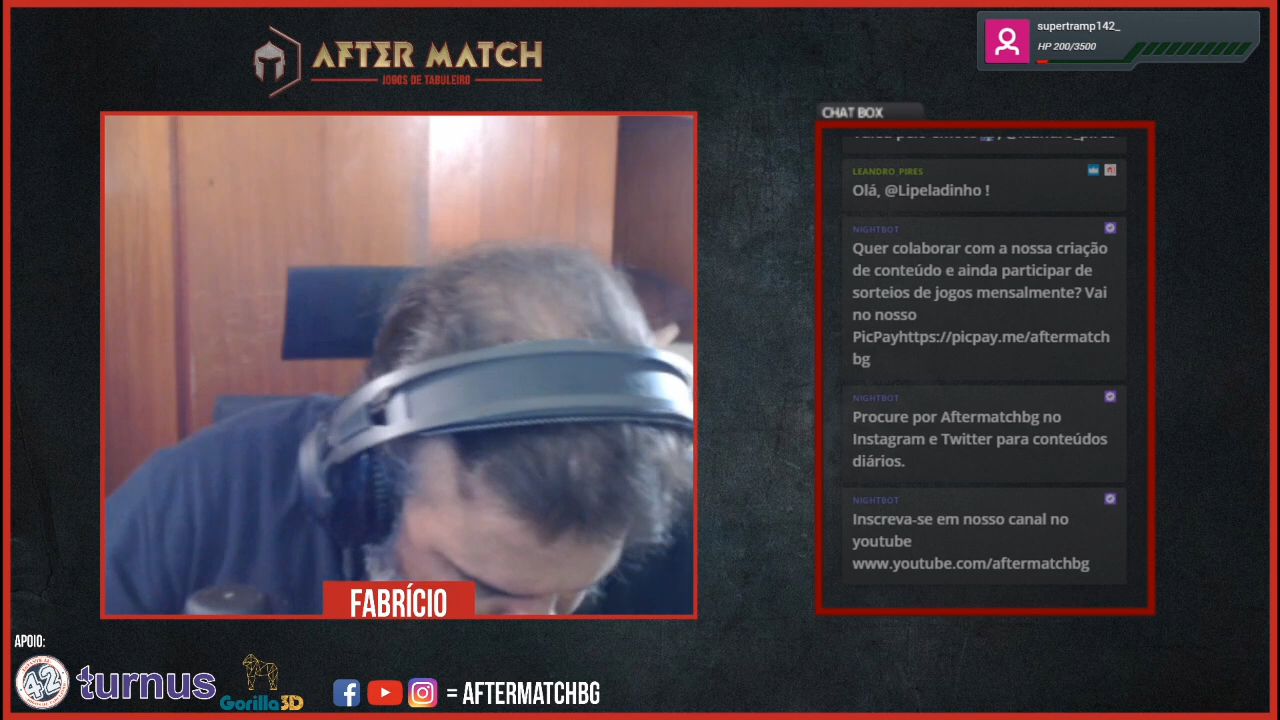 AFTER MATCH
JOGOS DE TABULEIRO
supertramp142_
HP 200/3500
CHAT BOX
LEANDRO_PIRES
Olá, @Lipeladinho !
NIGHTBOT
Quer colaborar com a nossa criação
de conteúdo e ainda participar de
sorteios de jogos mensalmente? Vai
no nosso
PicPayhttps://picpay.me/aftermatch
bg
NIGHTBOT
Procure por Aftermatchbg no
Instagram e Twitter para conteúdos
diários.
NIGHTBOT
Inscreva-se em nosso canal no
youtube
www.youtube.com/aftermatchbg
FABRÍCIO
APOIO:
42
turnus
Gorilla3D
= AFTERMATCHBG